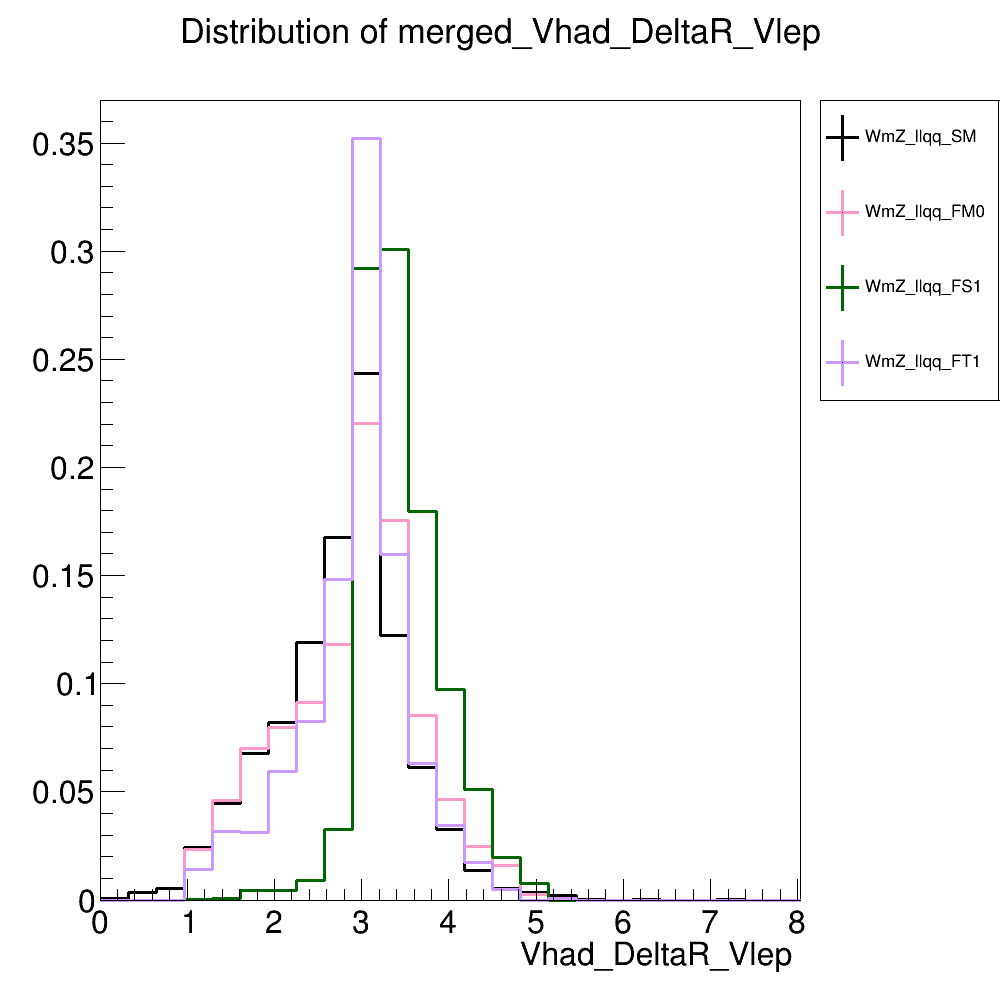 Distribution of merged_Vhad_DeltaR_Vlep
0.35
0.3
0.25
0.2
0.15
0.1
0.05
0
0 1 2 3 4 5 6 7 8
Vhad_DeltaR_Vlep
WmZ_llqq_SM
WmZ_llqq_FM0
WmZ_llqq_FS1
WmZ_llqq_FT1